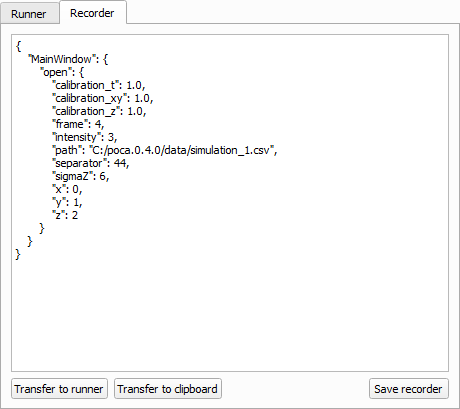 Runner
Recorder
{
"MainWindow": {
"open": {
"calibration_t": 1.0,
"calibration_xy": 1.0,
"calibration_z": 1.0,
"frame": 4,
"intensity": 3,
"path": "C:/poca.0.4.0/data/simulation_1.csv",
"separator": 44,
"sigmaZ": 6,
"x": 0,
"y": 1,
"z": 2
}
}
}
Transfer to runner
Transfer to clipboard
Save recorder